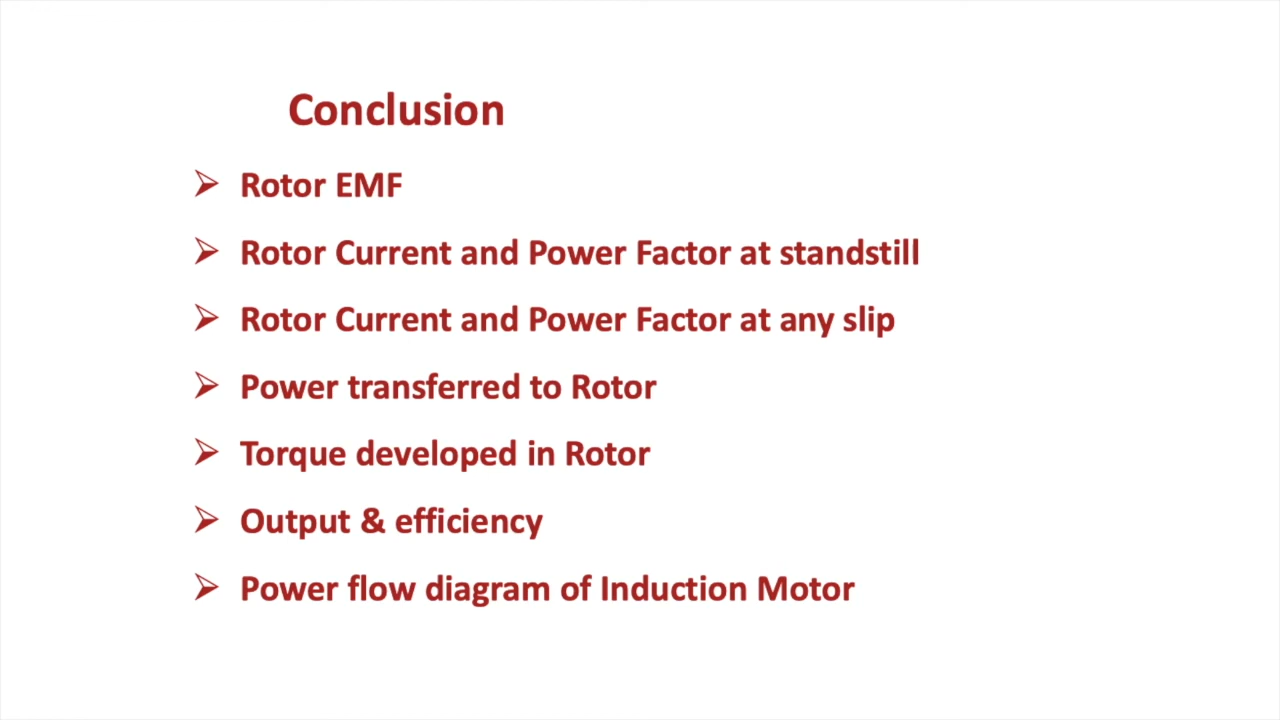 Conclusion
➢ Rotor EMF
➢ Rotor Current and Power Factor at standstill
➢ Rotor Current and Power Factor at any slip
➢ Power transferred to Rotor
➢ Torque developed in Rotor
➢ Output & efficiency
➢ Power flow diagram of Induction Motor